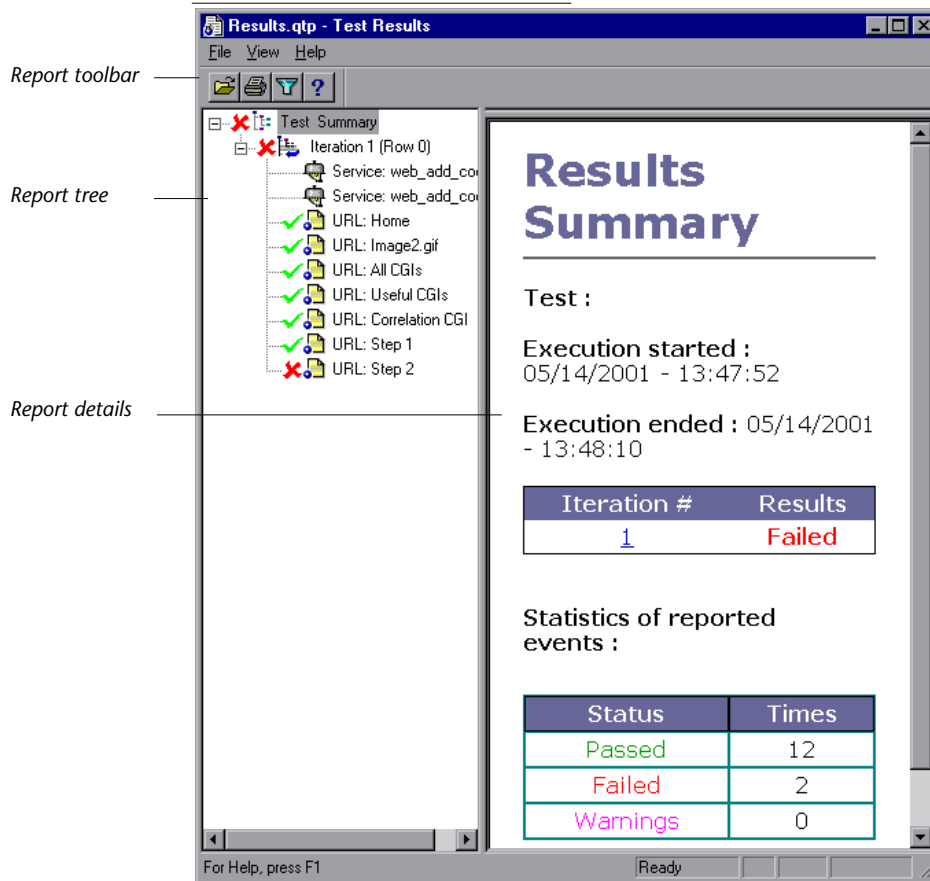 Results.qtp - Test Results
File View Help
Report toolbar
?
Test Summary
Iteration 1 (Row 0)
Service: web_add_co
Service: web_add_co
Report tree
URL: Home
URL: Image2.gif
URL: All CGIs
URL: Useful CGIs
URL: Correlation CGI
URL: Step 1
URL: Step 2
Report details
Results
Summary
Test :
Execution started :
05/14/2001 - 13:47:52
Execution ended : 05/14/2001
- 13:48:10
Iteration # Results
1 Failed
Statistics of reported
events :
Status Times
Passed 12
Failed 2
Warnings 0
For Help, press F1
Ready